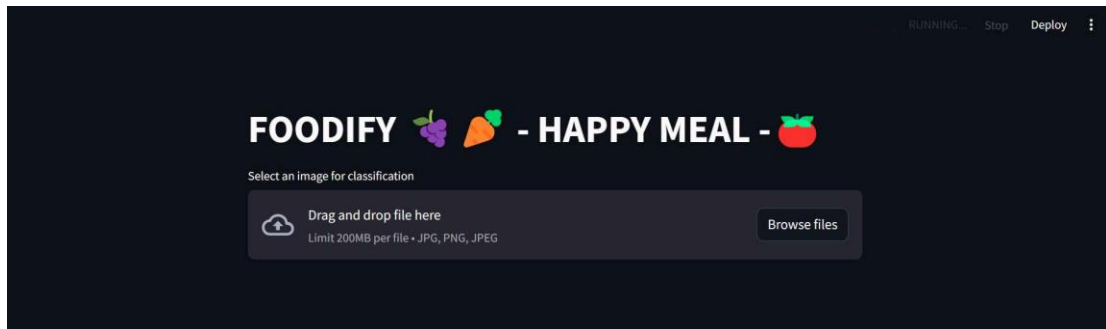 RUNNING... Stop Deploy
FOODIFY 🍇 🥕 - HAPPY MEAL - 🍅
Select an image for classification
Drag and drop file here
Limit 200MB per file • JPG, PNG, JPEG
Browse files